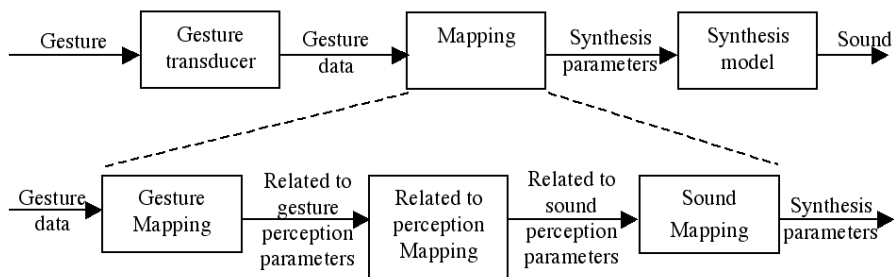 Gesture
Gesture
transducer
Gesture
data
Mapping
Synthesis
parameters
Synthesis
model
Sound
Gesture
data
Gesture
Mapping
Related to
gesture
perception
parameters
Related to
perception
Mapping
Related to
sound
perception
parameters
Sound
Mapping
Synthesis
parameters